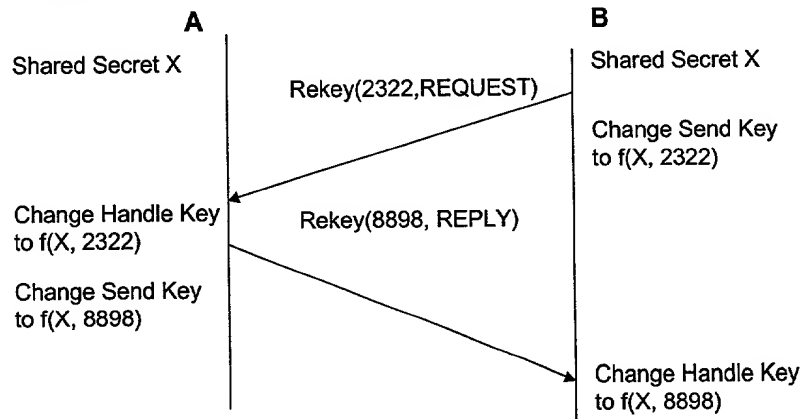 A
B
Shared Secret X
Shared Secret X
Rekey(2322,REQUEST)
Change Send Key
to f(X, 2322)
Change Handle Key
to f(X, 2322)
Rekey(8898, REPLY)
Change Send Key
to f(X, 8898)
Change Handle Key
to f(X, 8898)